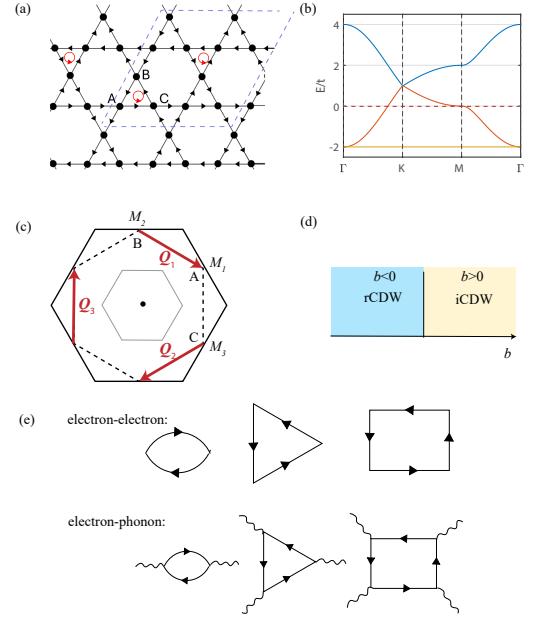 (a)
A
B
C
(b)
E/t
4
2
0
-2
Γ
K
M
Γ
(c)
M2
B
Q1
M1
A
Q3
C
Q2
M3
(d)
b<0
b>0
rCDW
iCDW
b
(e)
electron-electron:
electron-phonon: